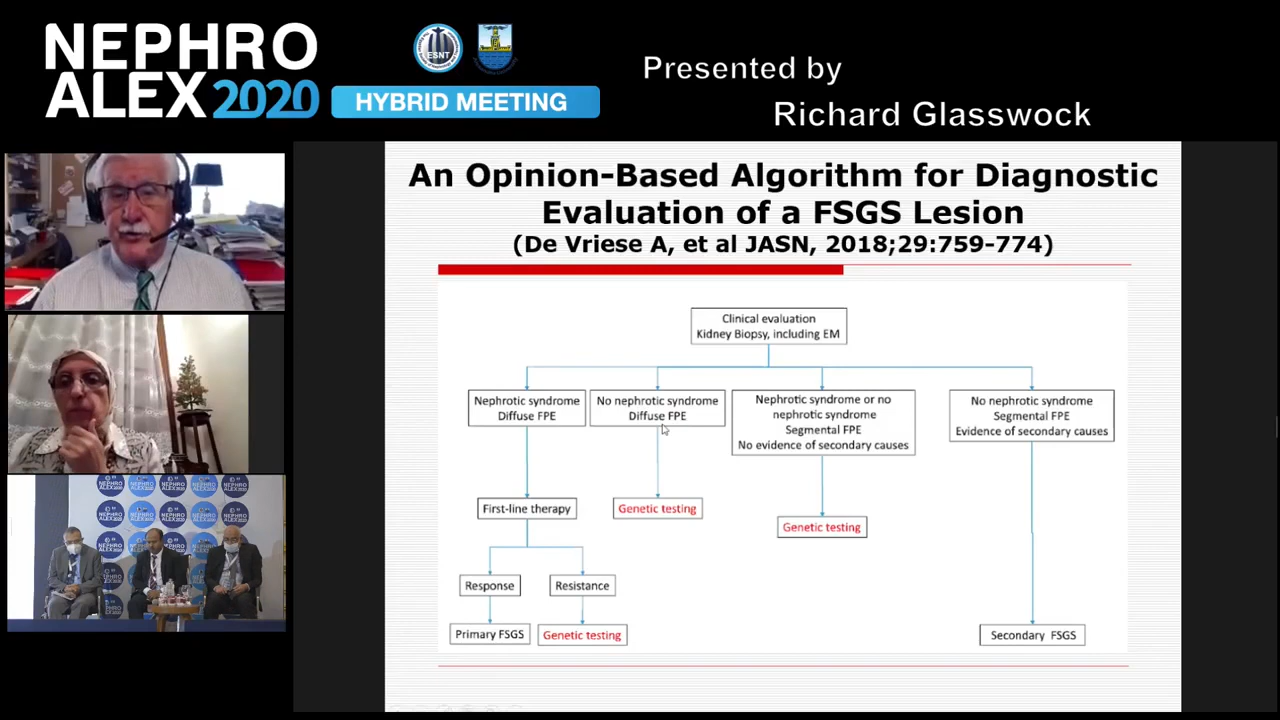 NEPHRO
ALEX 2020
ESNT
HYBRID MEETING
Presented by
Richard Glasswock
An Opinion-Based Algorithm for Diagnostic
Evaluation of a FSGS Lesion
(De Vriese A, et al JASN, 2018;29:759-774)
Clinical evaluation
Kidney Biopsy, including EM
Nephrotic syndrome
Diffuse FPE
No nephrotic syndrome
Diffuse FPE
Nephrotic syndrome or no
nephrotic syndrome
Segmental FPE
No evidence of secondary causes
No nephrotic syndrome
Segmental FPE
Evidence of secondary causes
First-line therapy
Genetic testing
Genetic testing
Response
Resistance
Primary FSGS
Genetic testing
Secondary FSGS
NEPHRO
ALEX2020